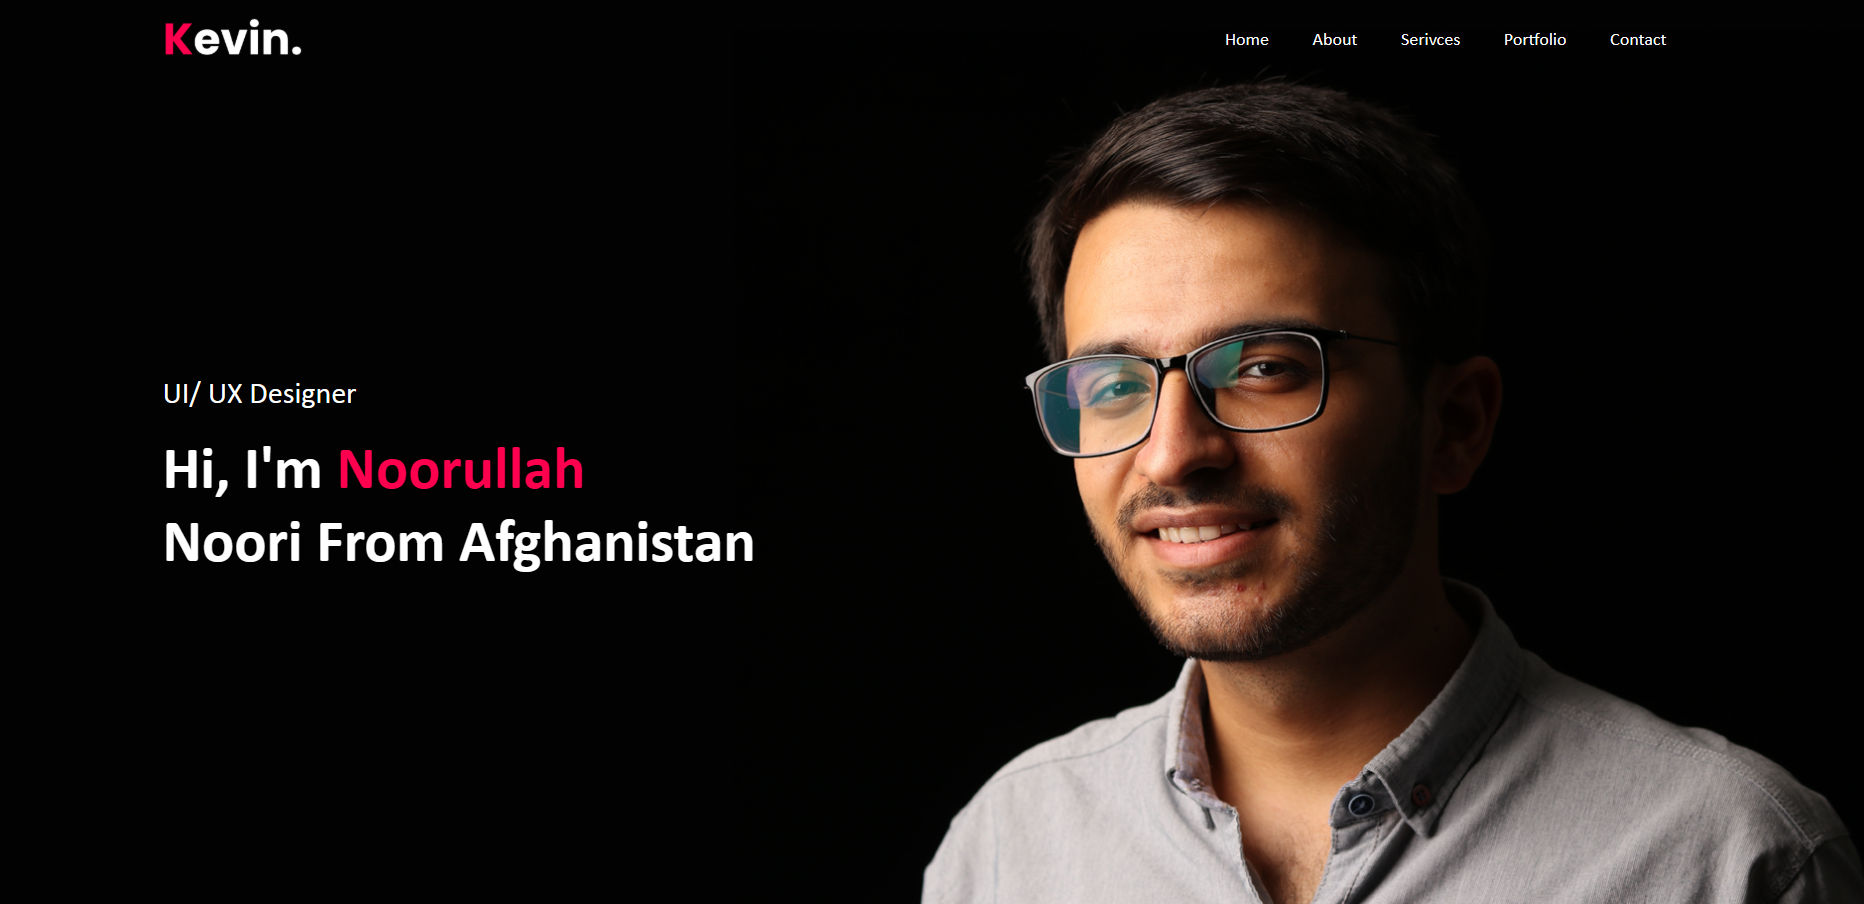 Kevin.
Home About Serivces Portfolio Contact
UI/ UX Designer
Hi, I'm Noorullah
Noori From Afghanistan